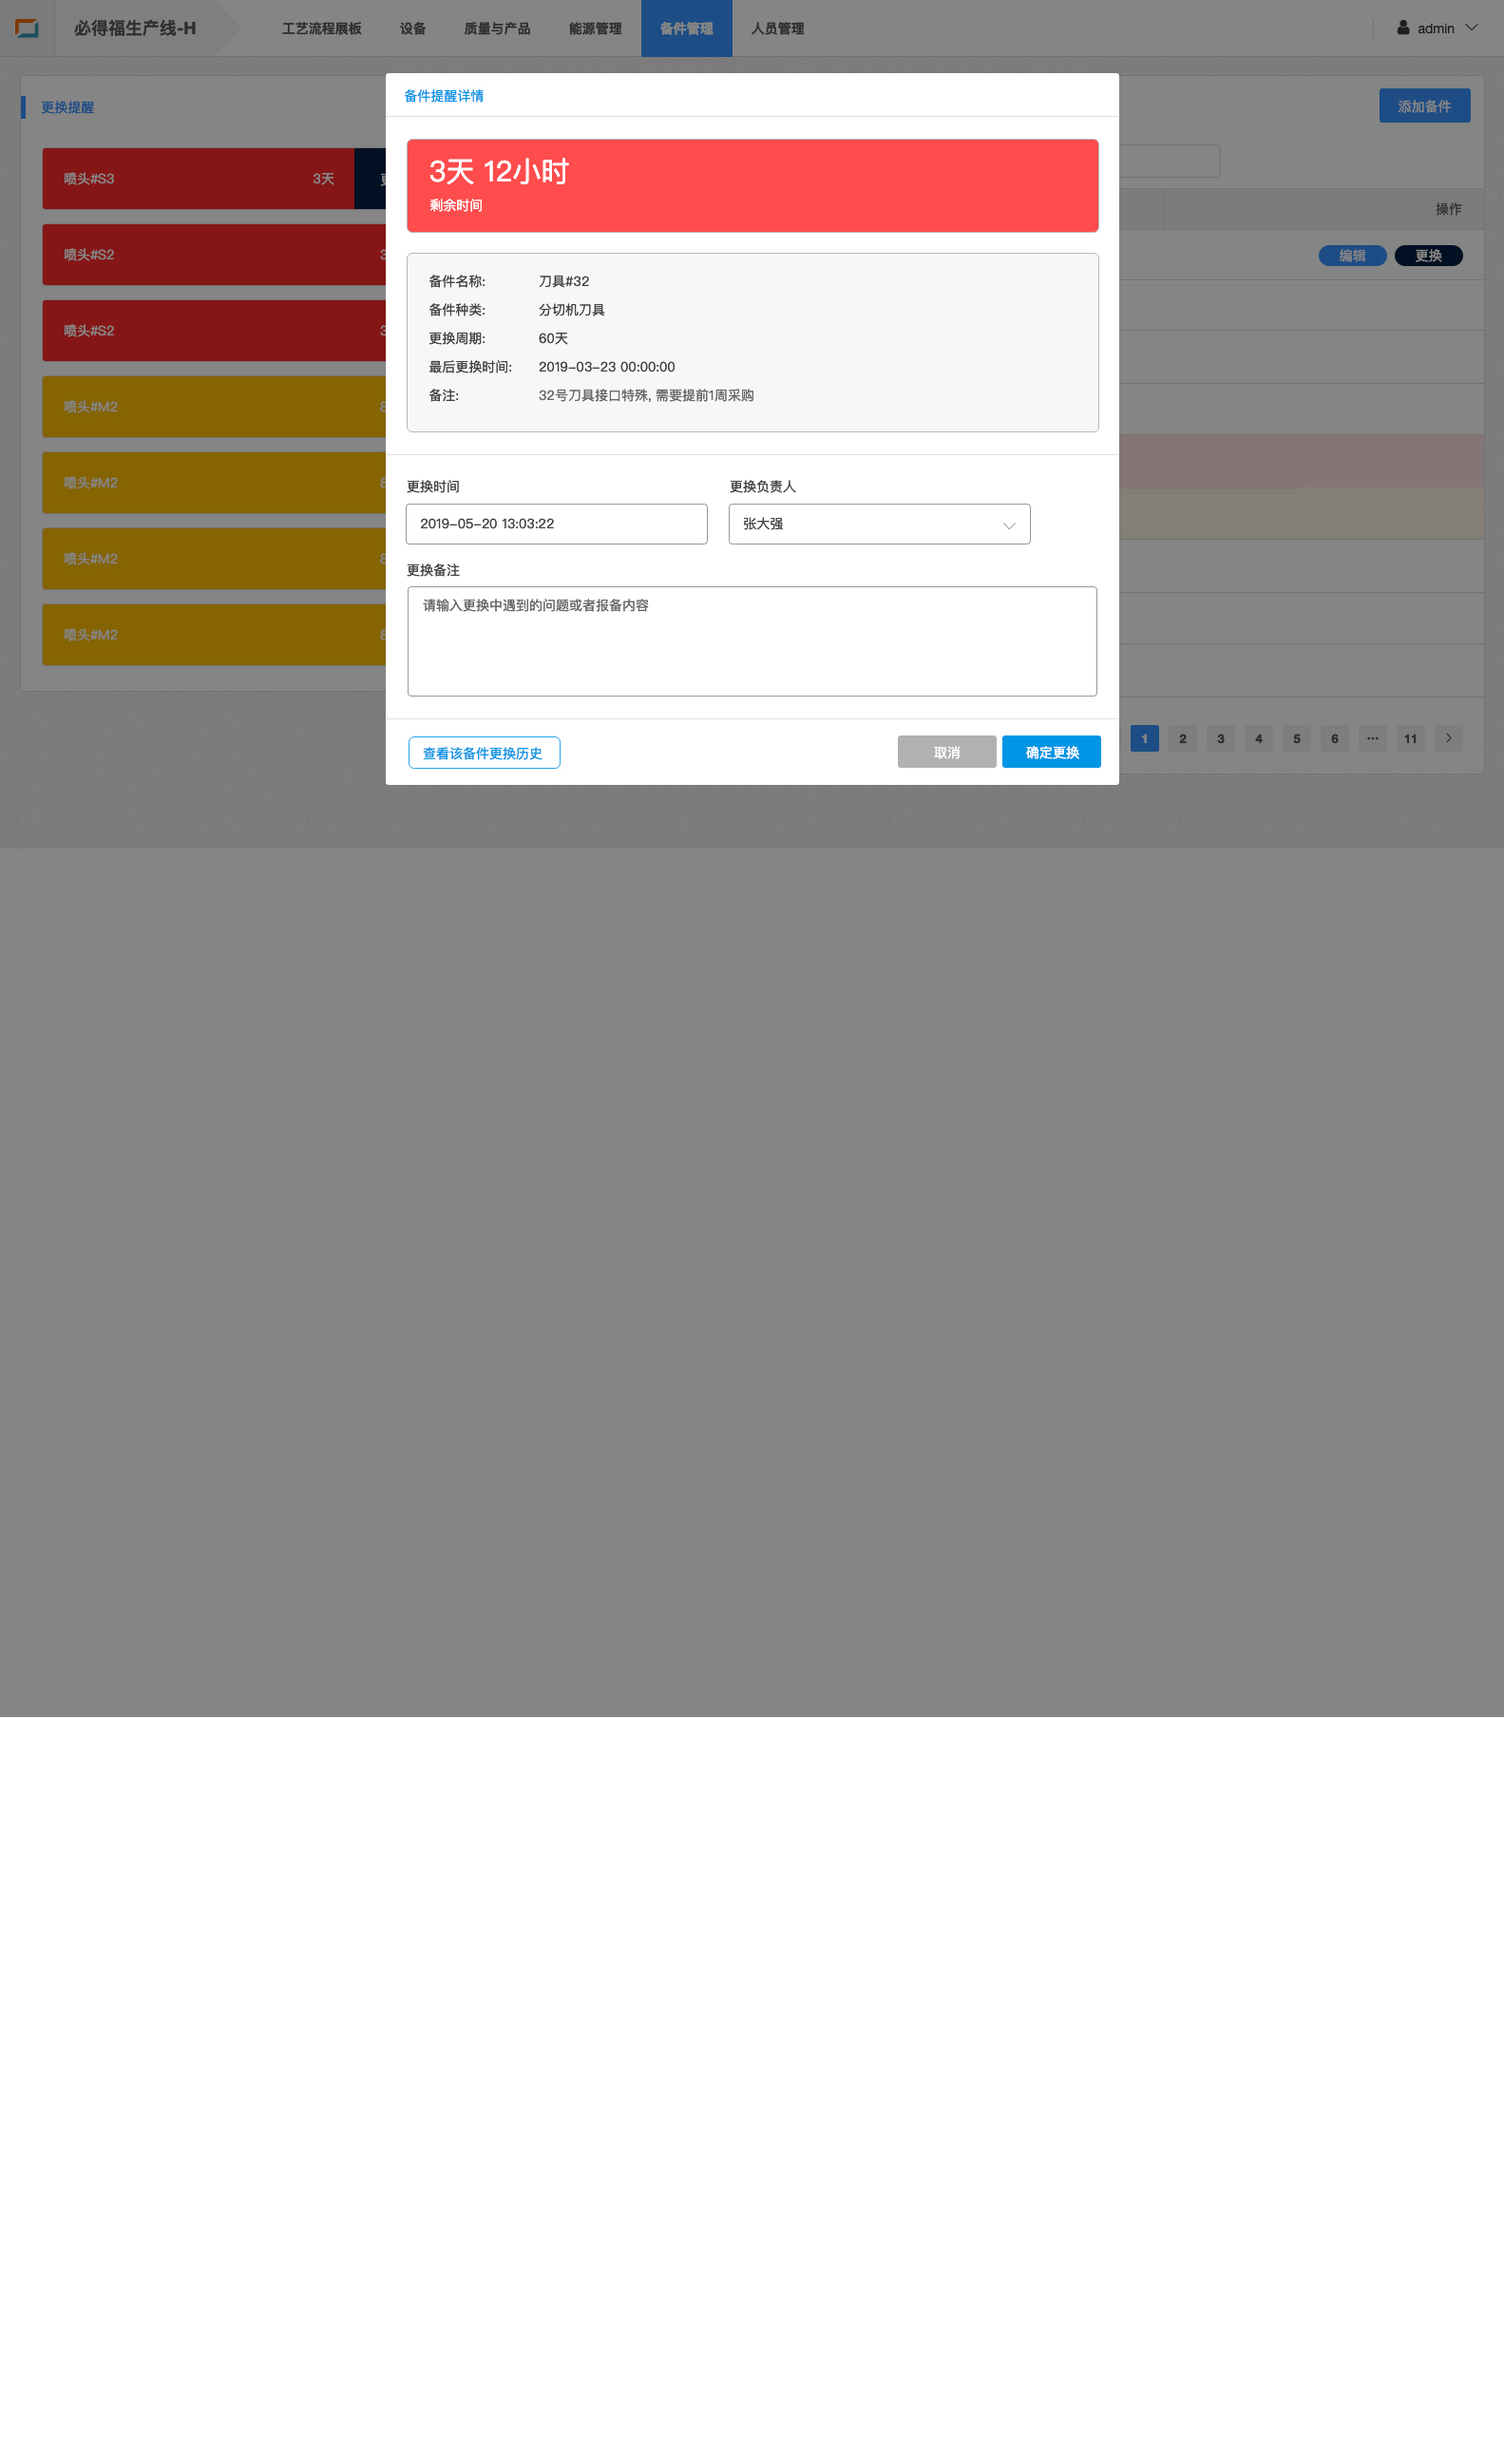 必得福生产线-H
工艺流程展板 设备 质量与产品 能源管理 备件管理 人员管理
admin
更换提醒
添加备件
喷头#S3 3天
喷头#S2
喷头#S2
喷头#M2
喷头#M2
喷头#M2
喷头#M2
备件提醒详情
3天 12小时
剩余时间
备件名称: 刀具#32
备件种类: 分切机刀具
更换周期: 60天
最后更换时间: 2019-03-23 00:00:00
备注: 32号刀具接口特殊, 需要提前1周采购
更换时间 更换负责人
2019-05-20 13:03:22 张大强
更换备注
请输入更换中遇到的问题或者报备内容
查看该备件更换历史 取消 确定更换
操作
编辑 更换
1 2 3 4 5 6 ··· 11 >